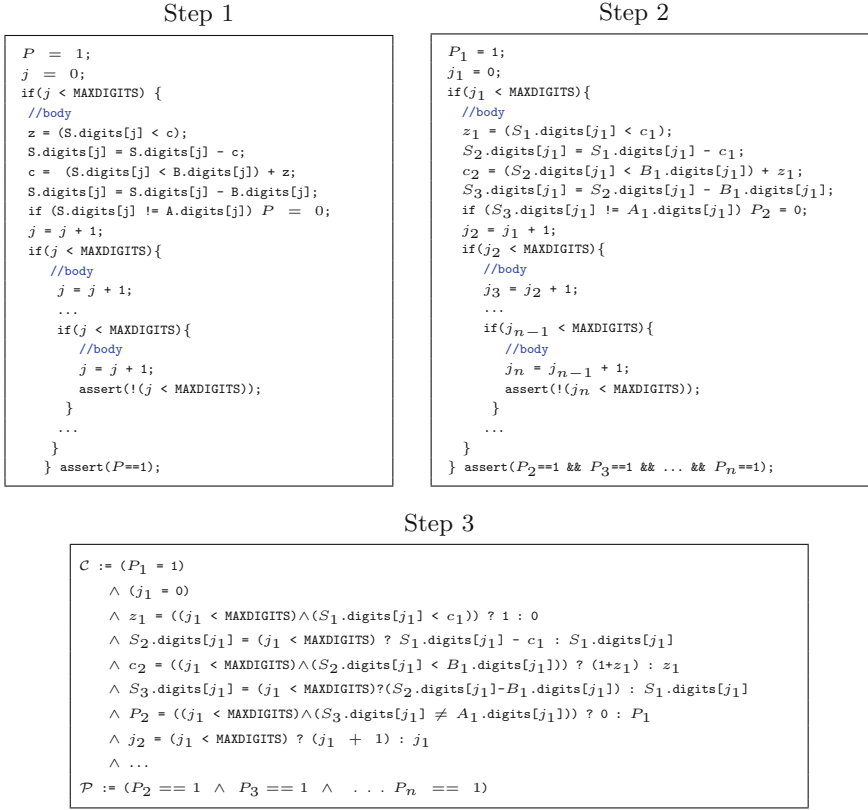 Step 1
P = 1;
j = 0;
if(j < MAXDIGITS) {
//body
z = (S.digits[j] < c);
S.digits[j] = S.digits[j] - c;
c = (S.digits[j] < B.digits[j]) + z;
S.digits[j] = S.digits[j] - B.digits[j];
if (S.digits[j] != A.digits[j]) P = 0;
j = j + 1;
if(j < MAXDIGITS){
//body
j = j + 1;
...
if(j < MAXDIGITS){
//body
j = j + 1;
assert(!(j < MAXDIGITS));
}
...
}
} assert(P==1);
Step 2
P₁ = 1;
j₁ = 0;
if(j₁ < MAXDIGITS){
//body
z₁ = (S₁.digits[j₁] < c₁);
S₂.digits[j₁] = S₁.digits[j₁] - c₁;
c₂ = (S₂.digits[j₁] < B₁.digits[j₁]) + z₁;
S₃.digits[j₁] = S₂.digits[j₁] - B₁.digits[j₁];
if (S₃.digits[j₁] != A₁.digits[j₁]) P₂ = 0;
j₂ = j₁ + 1;
if(j₂ < MAXDIGITS){
//body
j₃ = j₂ + 1;
...
if(jₙ₋₁ < MAXDIGITS){
//body
jₙ = jₙ₋₁ + 1;
assert(!(jₙ < MAXDIGITS));
}
...
}
} assert(P₂==1 && P₃==1 && ... && Pₙ==1);
Step 3
𝒞 := (P₁ = 1)
∧ (j₁ = 0)
∧ z₁ = ((j₁ < MAXDIGITS)∧(S₁.digits[j₁] < c₁)) ? 1 : 0
∧ S₂.digits[j₁] = (j₁ < MAXDIGITS) ? S₁.digits[j₁] - c₁ : S₁.digits[j₁]
∧ c₂ = ((j₁ < MAXDIGITS)∧(S₂.digits[j₁] < B₁.digits[j₁])) ? (1+z₁) : z₁
∧ S₃.digits[j₁] = (j₁ < MAXDIGITS)?(S₂.digits[j₁]-B₁.digits[j₁]) : S₁.digits[j₁]
∧ P₂ = ((j₁ < MAXDIGITS)∧(S₃.digits[j₁] ≠ A₁.digits[j₁])) ? 0 : P₁
∧ j₂ = (j₁ < MAXDIGITS) ? (j₁ + 1) : j₁
∧ ...
𝒫 := (P₂ == 1 ∧ P₃ == 1 ∧ ... Pₙ == 1)